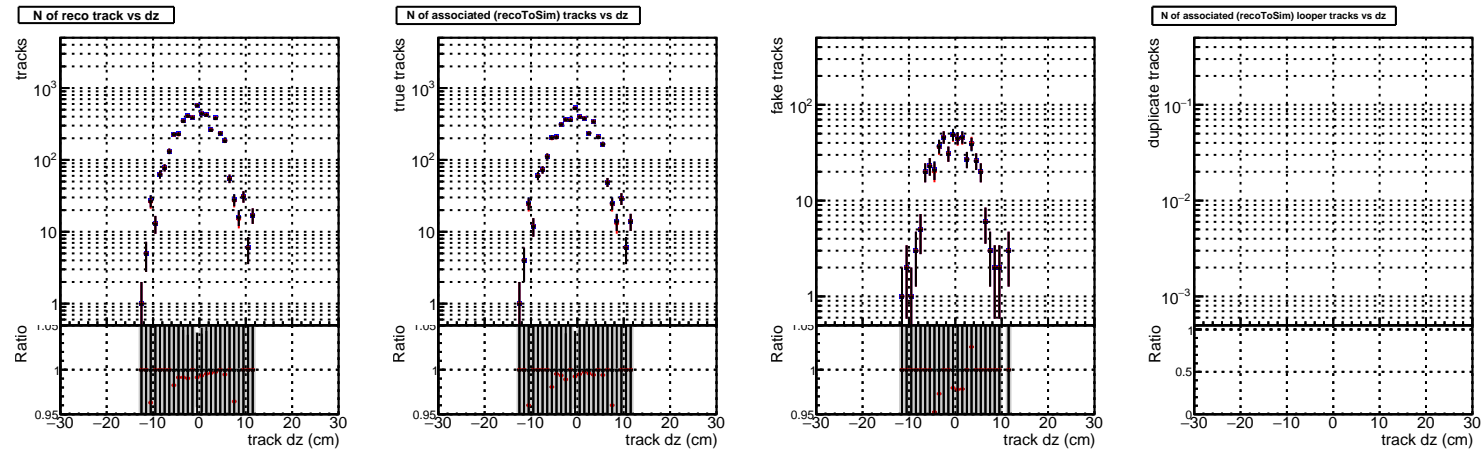 N of reco track vs dz
tracks
10³
10²
10
1
1.05
Ratio
1
0.95
−30 −20 −10 0 10 20 30
track dz (cm)
N of associated (recoToSim) tracks vs dz
true tracks
10³
10²
10
1
1.05
Ratio
1
0.95
−30 −20 −10 0 10 20 30
track dz (cm)
fake tracks
10²
10
1
1.05
Ratio
1
0.95
−30 −20 −10 0 10 20 30
track dz (cm)
N of associated (recoToSim) looper tracks vs dz
duplicate tracks
10⁻¹
10⁻²
10⁻³
Ratio
1
0.5
0
−30 −20 −10 0 10 20 30
track dz (cm)